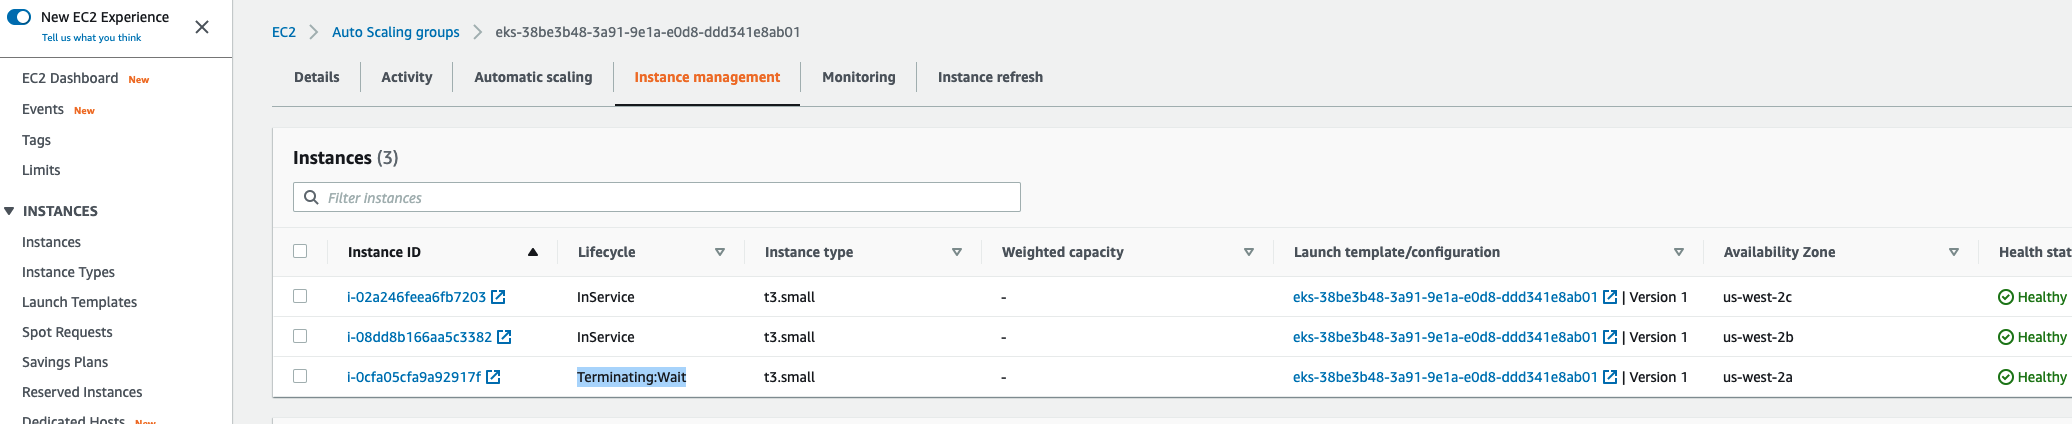 New EC2 Experience
Tell us what you think
EC2 Dashboard New
Events New
Tags
Limits
INSTANCES
Instances
Instance Types
Launch Templates
Spot Requests
Savings Plans
Reserved Instances
Dedicated Hosts New
EC2 > Auto Scaling groups > eks-38be3b48-3a91-9e1a-e0d8-ddd341e8ab01
Details Activity Automatic scaling Instance management Monitoring Instance refresh
Instances (3)
Filter instances
Instance ID Lifecycle Instance type Weighted capacity Launch template/configuration Availability Zone Health stat
i-02a246feea6fb7203 InService t3.small - eks-38be3b48-3a91-9e1a-e0d8-ddd341e8ab01 | Version 1 us-west-2c Healthy
i-08dd8b166aa5c3382 InService t3.small - eks-38be3b48-3a91-9e1a-e0d8-ddd341e8ab01 | Version 1 us-west-2b Healthy
i-0cfa05cfa9a92917f Terminating:Wait t3.small - eks-38be3b48-3a91-9e1a-e0d8-ddd341e8ab01 | Version 1 us-west-2a Healthy